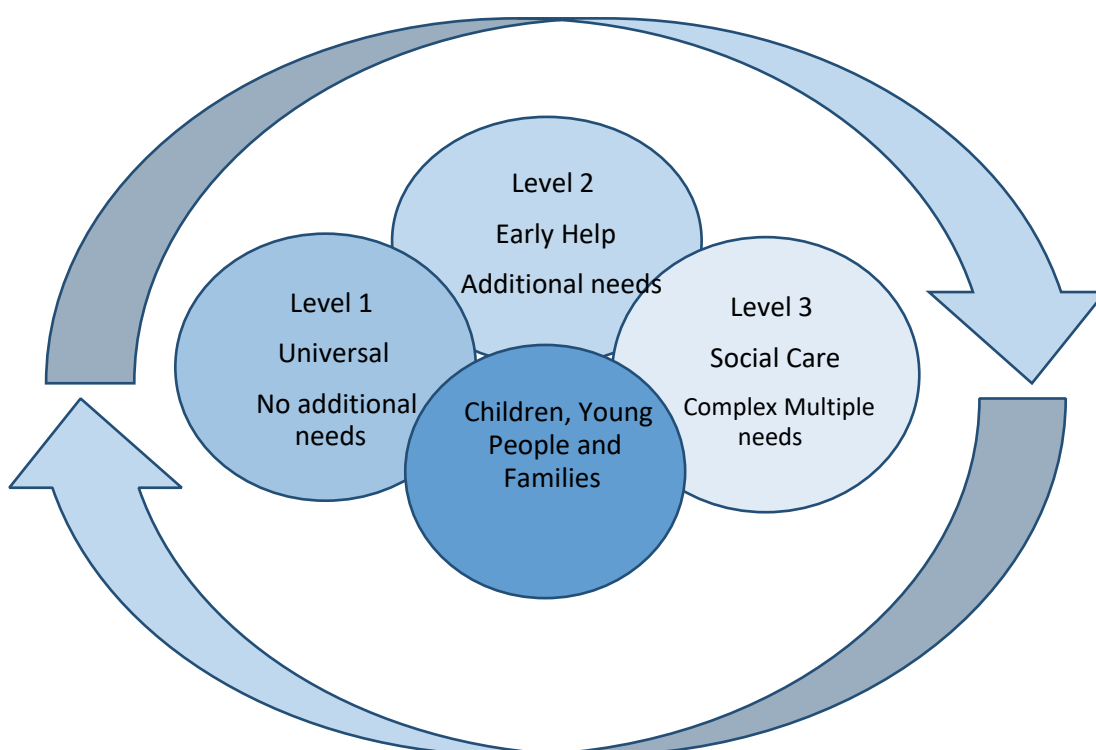 Level 1
Universal
No additional
needs
Level 2
Early Help
Additional needs
Level 3
Social Care
Complex Multiple
needs
Children, Young
People and
Families